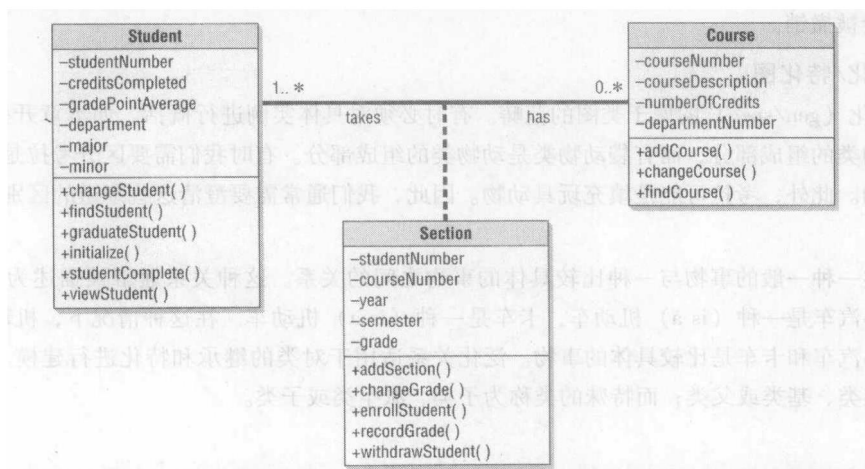 Student
–studentNumber
–creditsCompleted
–gradePointAverage
–department
–major
–minor
+changeStudent( )
+findStudent( )
+graduateStudent( )
+initialize( )
+studentComplete( )
+viewStudent( )
1..*
takes
0..*
has
Course
–courseNumber
–courseDescription
–numberOfCredits
–departmentNumber
+addCourse( )
+changeCourse( )
+findCourse( )
Section
–studentNumber
–courseNumber
–year
–semester
–grade
+addSection( )
+changeGrade( )
+enrollStudent( )
+recordGrade( )
+withdrawStudent( )